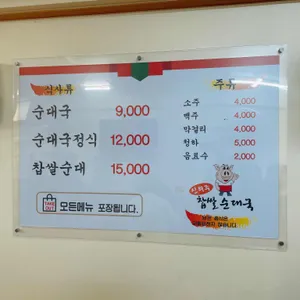 식사류
순대국 9,000
순대국정식 12,000
찹쌀순대 15,000
TAKE OUT 모든메뉴 포장됩니다.
주류
소주 4,000
맥주 4,000
막걸리 4,000
청하 5,000
음료수 2,000
찹쌀순대국